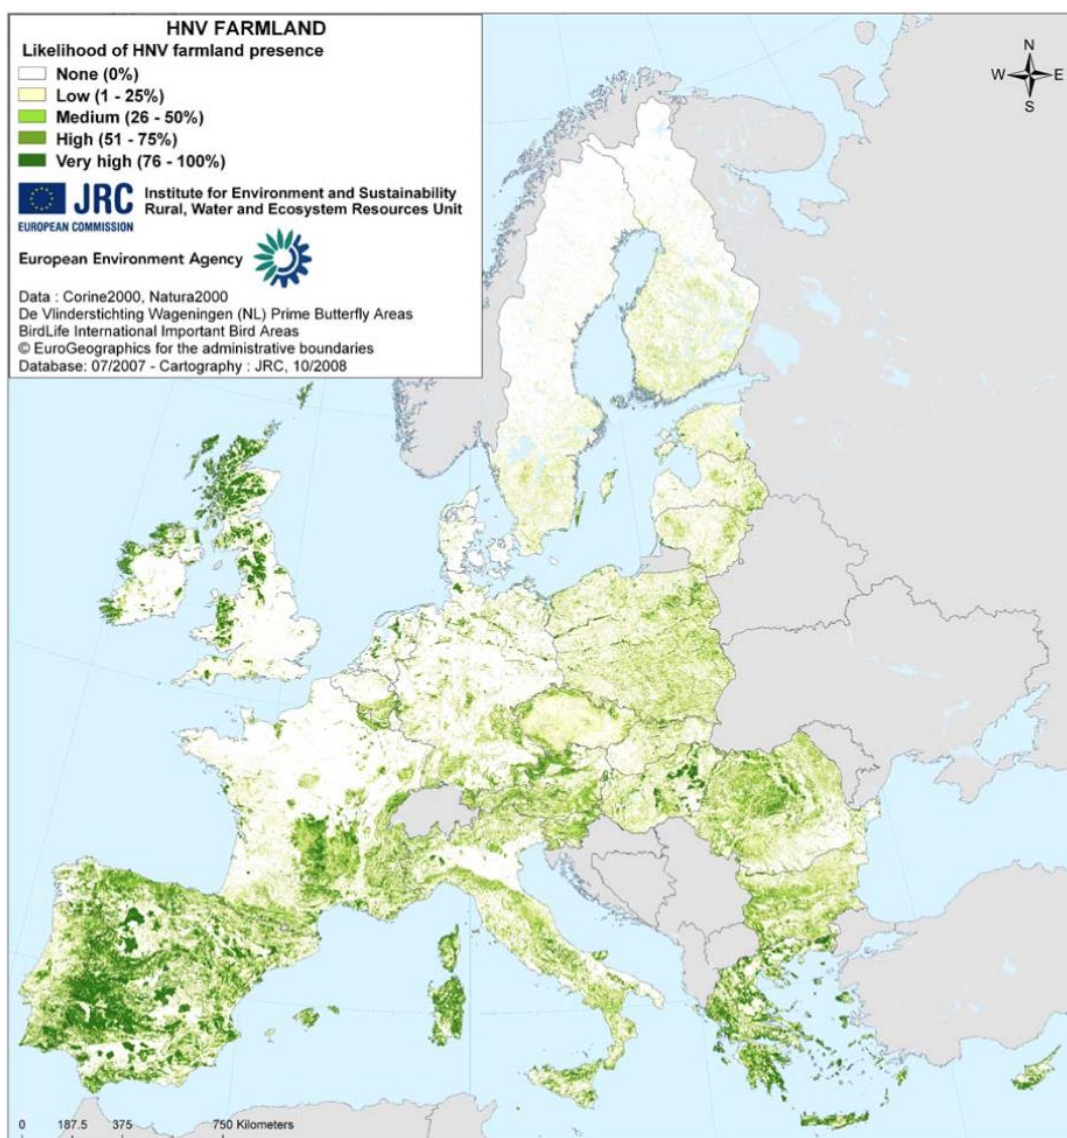 HNV FARMLAND
Likelihood of HNV farmland presence
None (0%)
Low (1 - 25%)
Medium (26 - 50%)
High (51 - 75%)
Very high (76 - 100%)
JRC
EUROPEAN COMMISSION
Institute for Environment and Sustainability
Rural, Water and Ecosystem Resources Unit
European Environment Agency
Data : Corine2000, Natura2000
De Vlinderstichting Wageningen (NL) Prime Butterfly Areas
BirdLife International Important Bird Areas
© EuroGeographics for the administrative boundaries
Database: 07/2007 - Cartography : JRC, 10/2008
N
W E
S
0 187.5 375 750 Kilometers